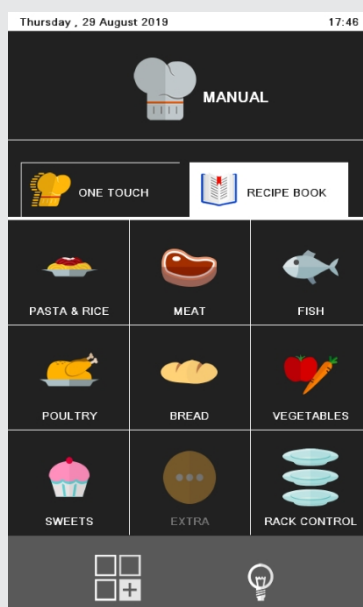 Thursday , 29 August 2019 17:46
MANUAL
ONE TOUCH RECIPE BOOK
PASTA & RICE MEAT FISH
POULTRY BREAD VEGETABLES
SWEETS EXTRA RACK CONTROL